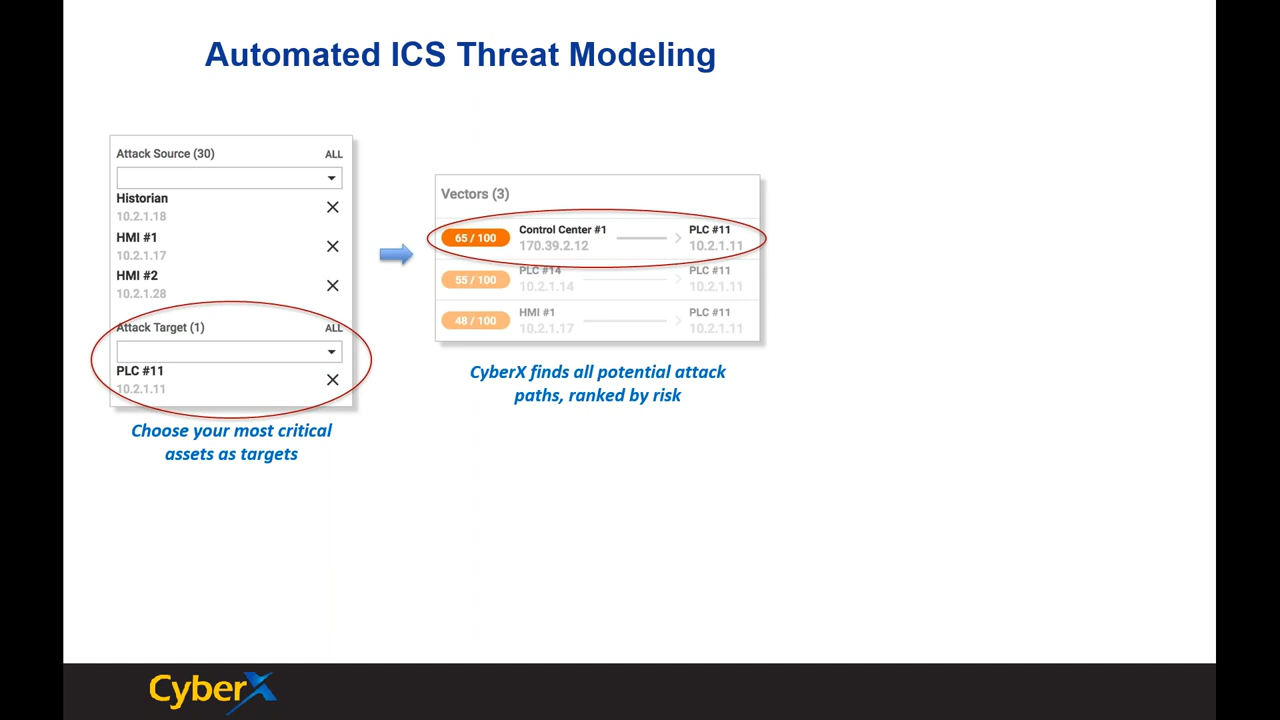 Automated ICS Threat Modeling
Attack Source (30) ALL
Historian
10.2.1.18
HMI #1
10.2.1.17
HMI #2
10.2.1.28
Attack Target (1) ALL
PLC #11
10.2.1.11
Choose your most critical
assets as targets
Vectors (3)
65 / 100 Control Center #1 PLC #11
170.39.2.12 10.2.1.11
55 / 100 PLC #14 PLC #11
10.2.1.14 10.2.1.11
48 / 100 HMI #1 PLC #11
10.2.1.17 10.2.1.11
CyberX finds all potential attack
paths, ranked by risk
CyberX